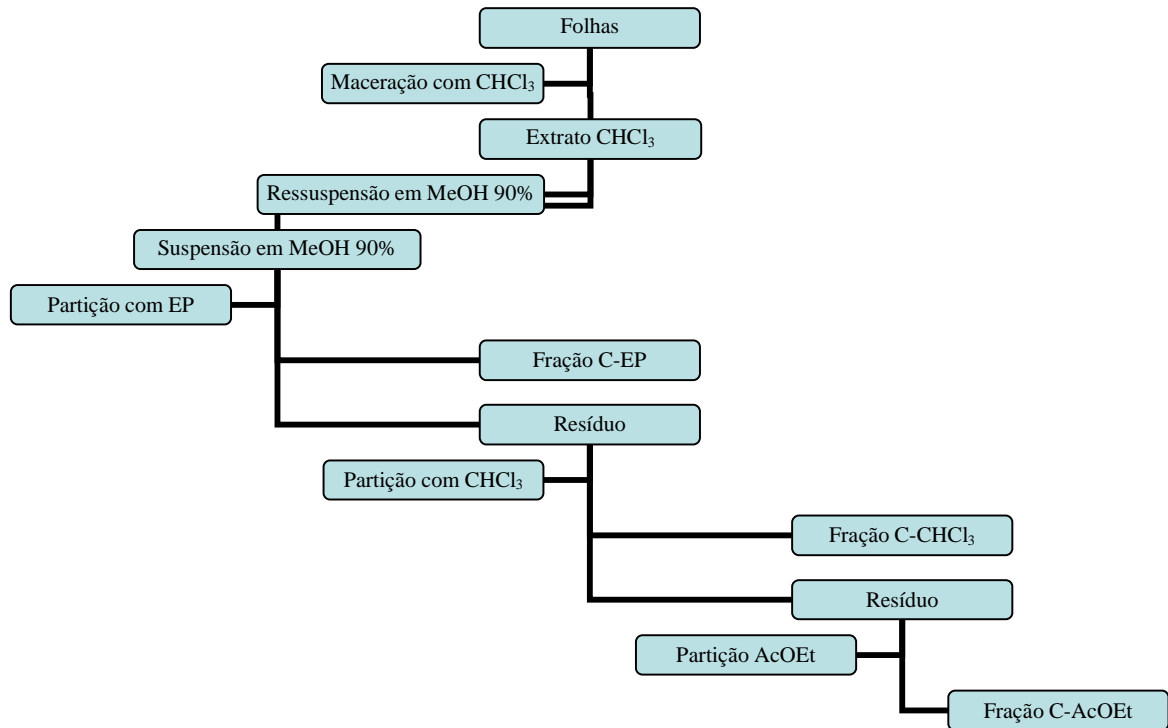 Folhas
Maceração com CHCl₃
Extrato CHCl₃
Ressuspensão em MeOH 90%
Suspensão em MeOH 90%
Partição com EP
Fração C-EP
Resíduo
Partição com CHCl₃
Fração C-CHCl₃
Resíduo
Partição AcOEt
Fração C-AcOEt